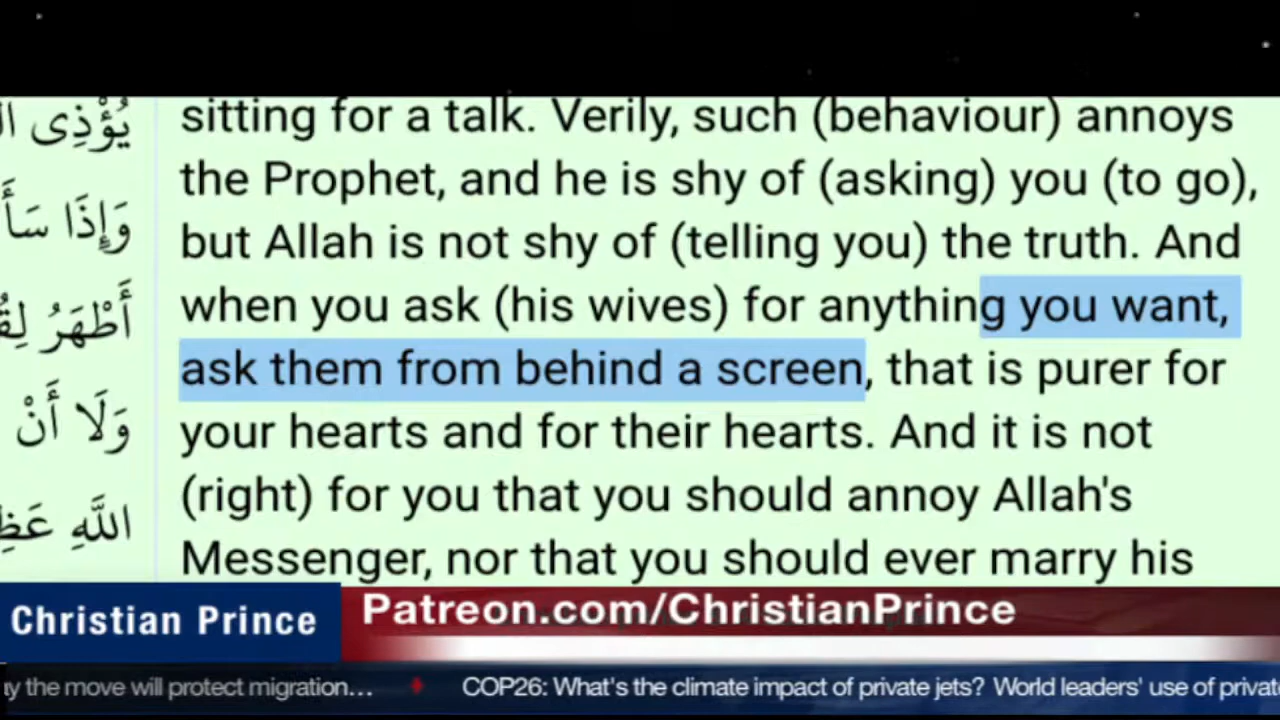 sitting for a talk. Verily, such (behaviour) annoys
the Prophet, and he is shy of (asking) you (to go),
but Allah is not shy of (telling you) the truth. And
when you ask (his wives) for anything you want,
ask them from behind a screen, that is purer for
your hearts and for their hearts. And it is not
(right) for you that you should annoy Allah's
Messenger, nor that you should ever marry his
يُؤْذِى
وَإِذَا
أَطْهَرُ
وَلَا أَنْ
اللَّهِ
Christian Prince
Patreon.com/ChristianPrince
the move will protect migration... COP26: What's the climate impact of private jets? World leaders' use of